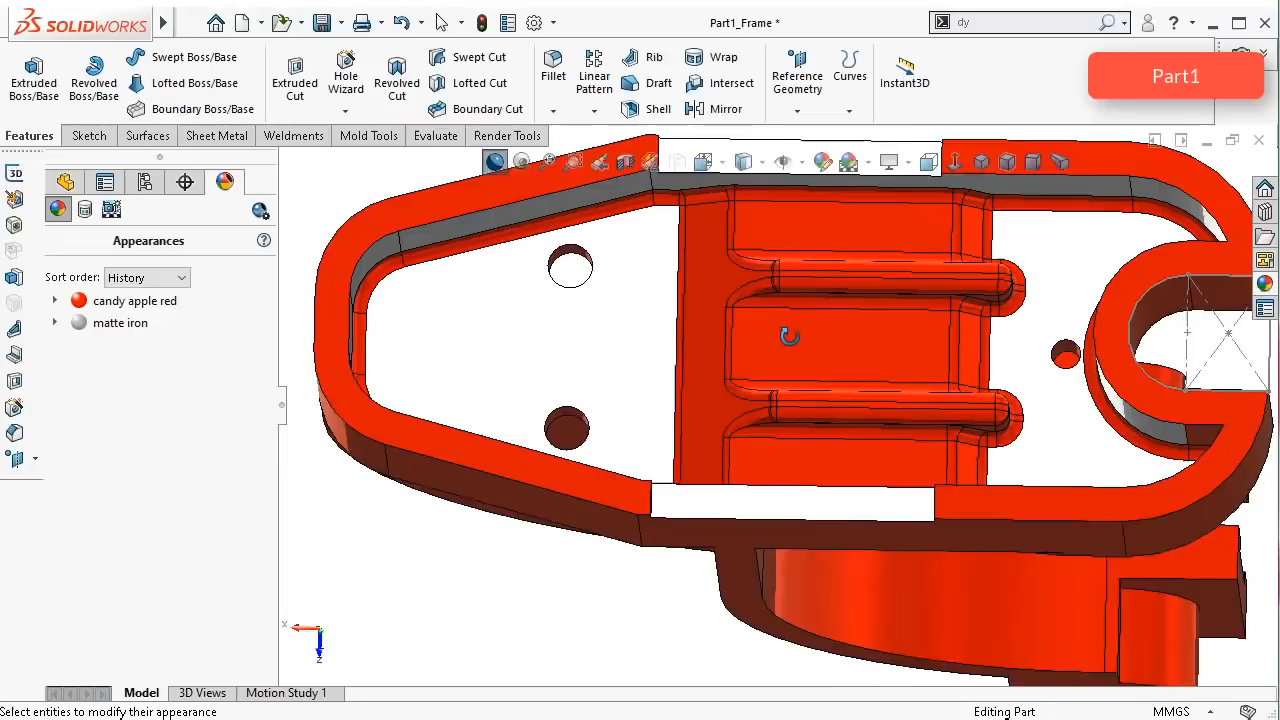 SOLIDWORKS
Part1_Frame *
dy
?
Part1
Extruded Boss/Base
Revolved Boss/Base
Swept Boss/Base
Lofted Boss/Base
Boundary Boss/Base
Extruded Cut
Hole Wizard
Revolved Cut
Swept Cut
Lofted Cut
Boundary Cut
Fillet
Linear Pattern
Rib
Draft
Shell
Wrap
Intersect
Mirror
Reference Geometry
Curves
Instant3D
Features
Sketch
Surfaces
Sheet Metal
Weldments
Mold Tools
Evaluate
Render Tools
3D
Appearances
?
Sort order:
History
candy apple red
matte iron
x
z
Model
3D Views
Motion Study 1
Select entities to modify their appearance
Editing Part
MMGS